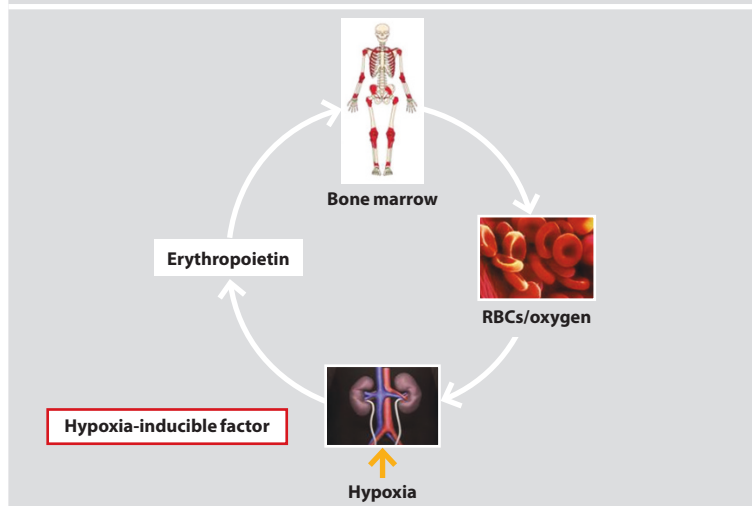 Bone marrow
Erythropoietin
RBCs/oxygen
Hypoxia-inducible factor
Hypoxia